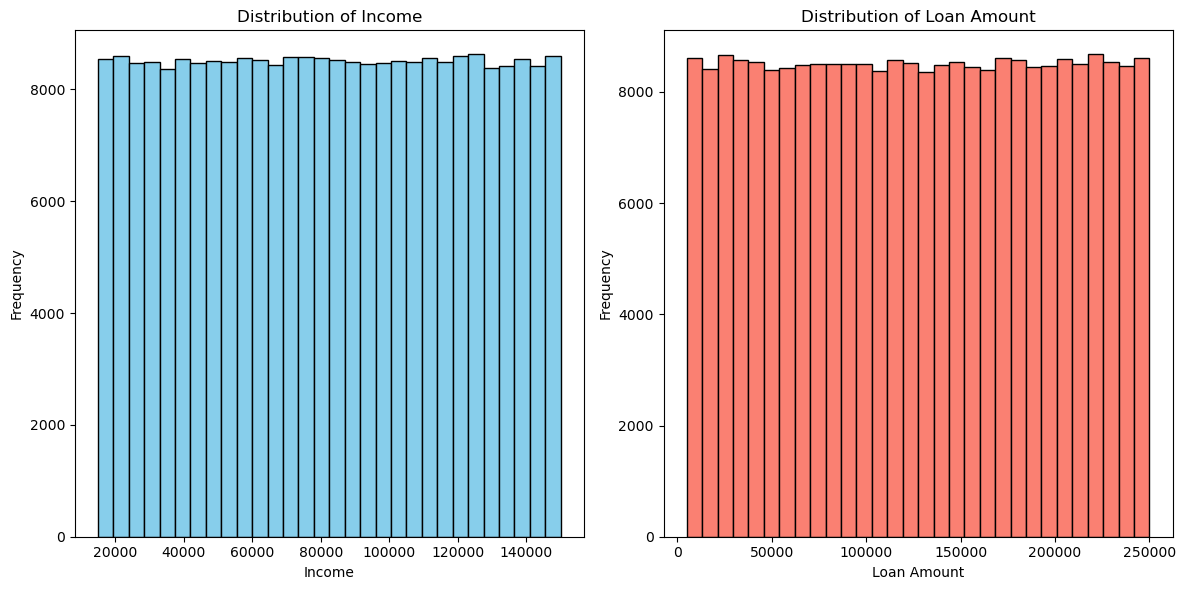 Distribution of Income
8000
6000
4000
2000
0
Frequency
20000 40000 60000 80000 100000 120000 140000
Income
Distribution of Loan Amount
8000
6000
4000
2000
0
Frequency
0 50000 100000 150000 200000 250000
Loan Amount